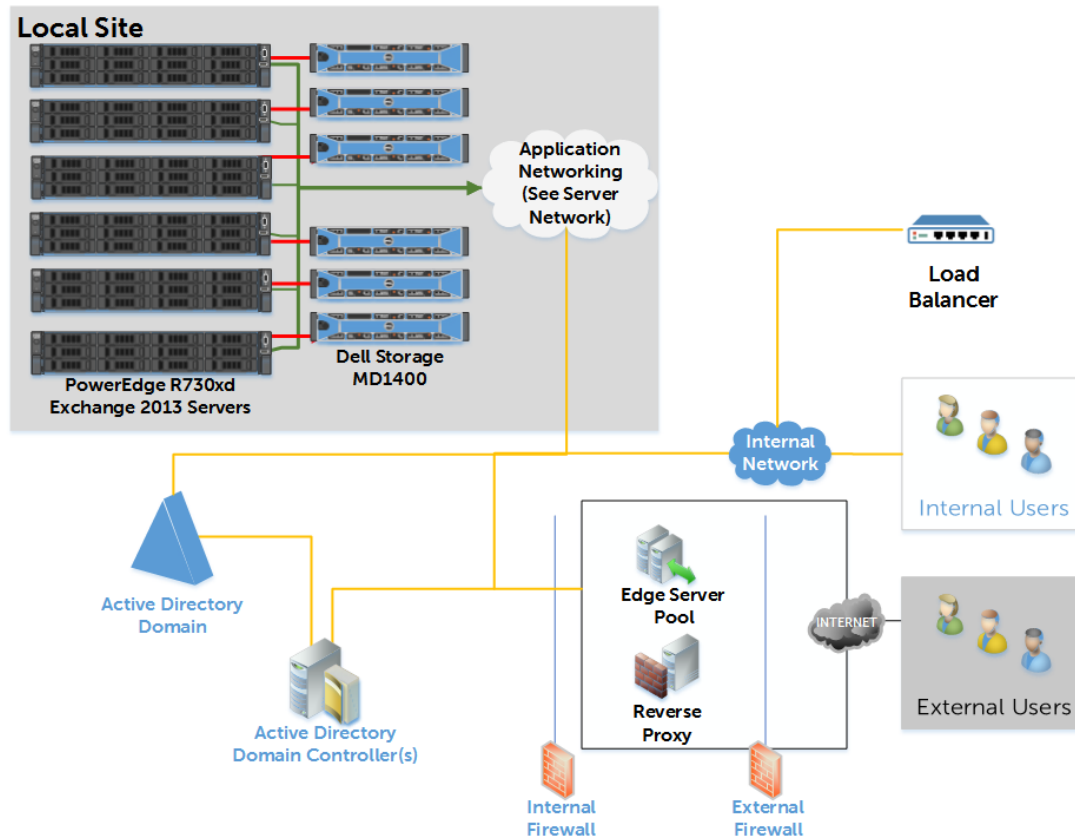 Local Site
Application
Networking
(See Server
Network)
Dell Storage
MD1400
PowerEdge R730xd
Exchange 2013 Servers
Load
Balancer
Internal
Network
Internal Users
Edge Server
Pool
Active Directory
Domain
INTERNET
Reverse
Proxy
External Users
Active Directory
Domain Controller(s)
Internal
Firewall
External
Firewall